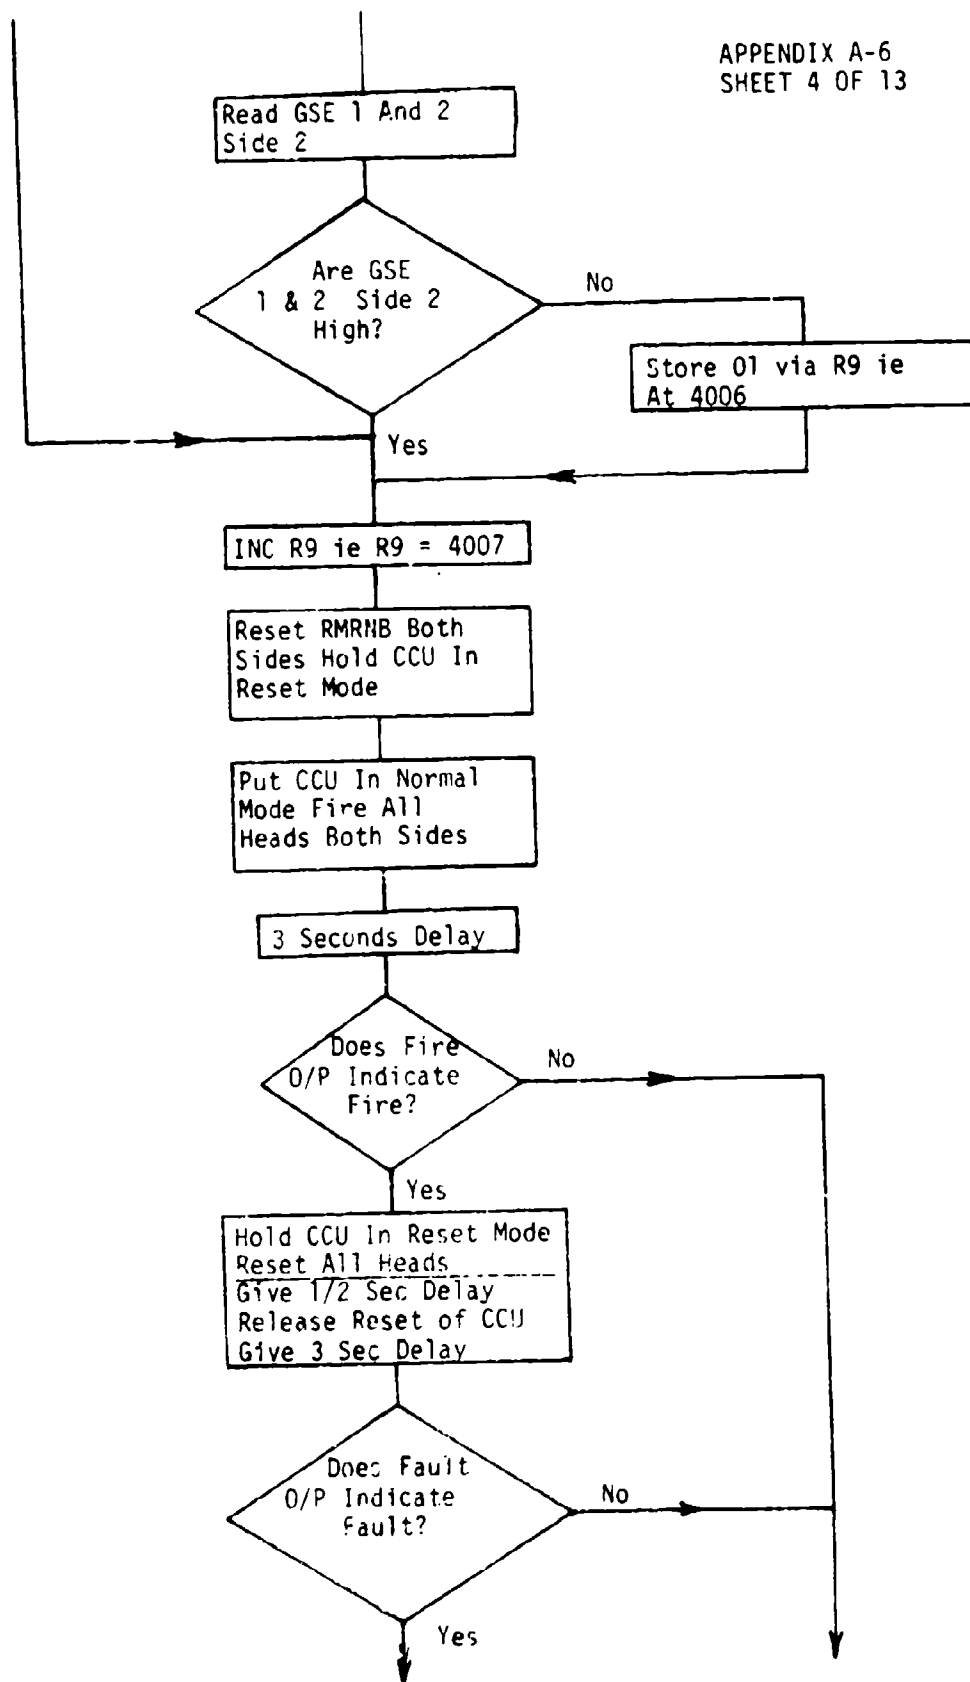 APPENDIX A-6
SHEET 4 OF 13
Read GSE 1 And 2
Side 2
Are GSE
1 & 2 Side 2
High?
No
Store 01 via R9 ie
At 4006
Yes
INC R9 ie R9 = 4007
Reset RMRNB Both
Sides Hold CCU In
Reset Mode
Put CCU In Normal
Mode Fire All
Heads Both Sides
3 Seconds Delay
Does Fire
O/P Indicate
Fire?
No
Yes
Hold CCU In Reset Mode
Reset All Heads
Give 1/2 Sec Delay
Release Reset of CCU
Give 3 Sec Delay
Does Fault
O/P Indicate
Fault?
No
Yes